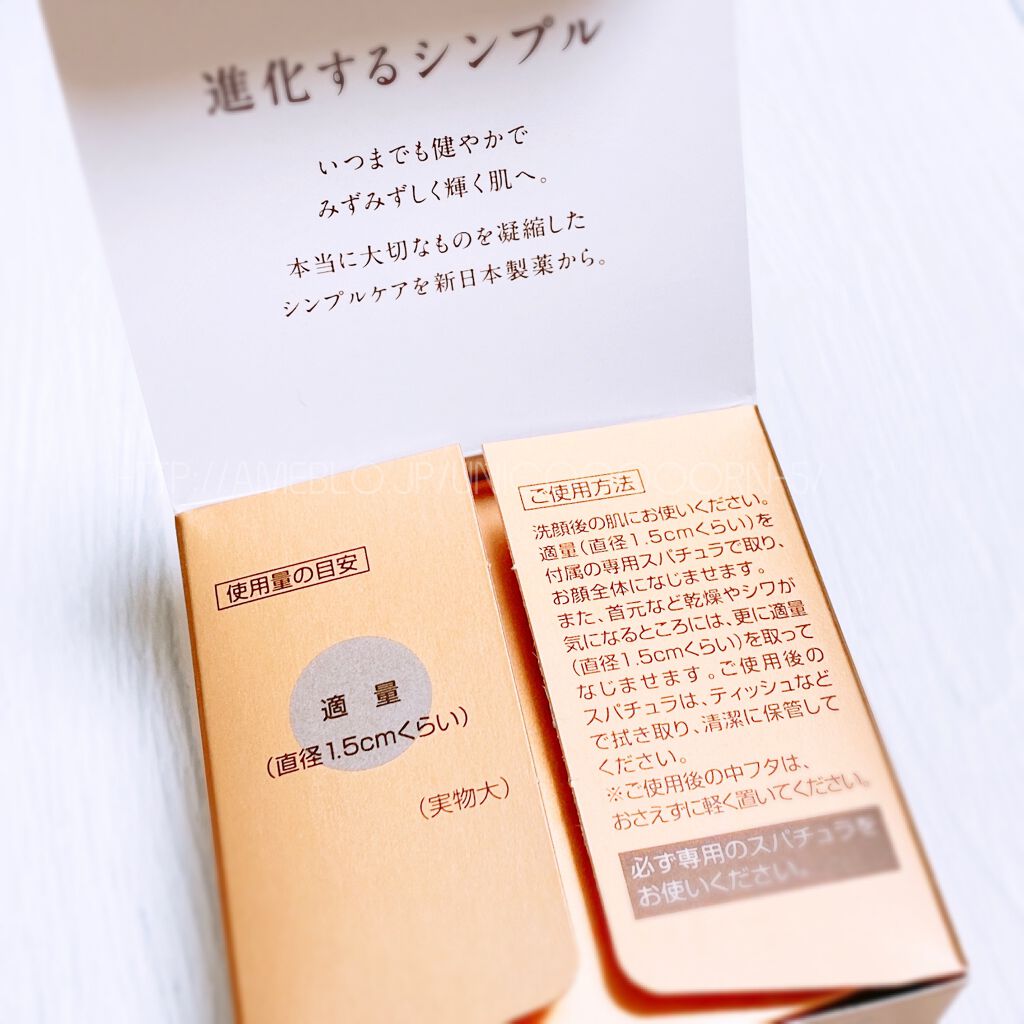 進化するシンプル
いつまでも健やかで
みずみずしく輝く肌へ。
本当に大切なものを凝縮した
シンプルケアを新日本製薬から。
使用量の目安
適 量
(直径1.5cmくらい)
(実物大)
ご使用方法
洗顔後の肌にお使いください。
適量(直径1.5cmくらい)を
付属の専用スパチュラで取り、
お顔全体になじませます。
また、首元など乾燥やシワが
気になるところには、更に適量
(直径1.5cmくらい)を取って
なじませます。ご使用後の
スパチュラは、ティッシュなど
で拭き取り、清潔に保管して
ください。
※ご使用後の中フタは、
おさえずに軽く置いてください。
必ず専用のスパチュラを
お使いください。